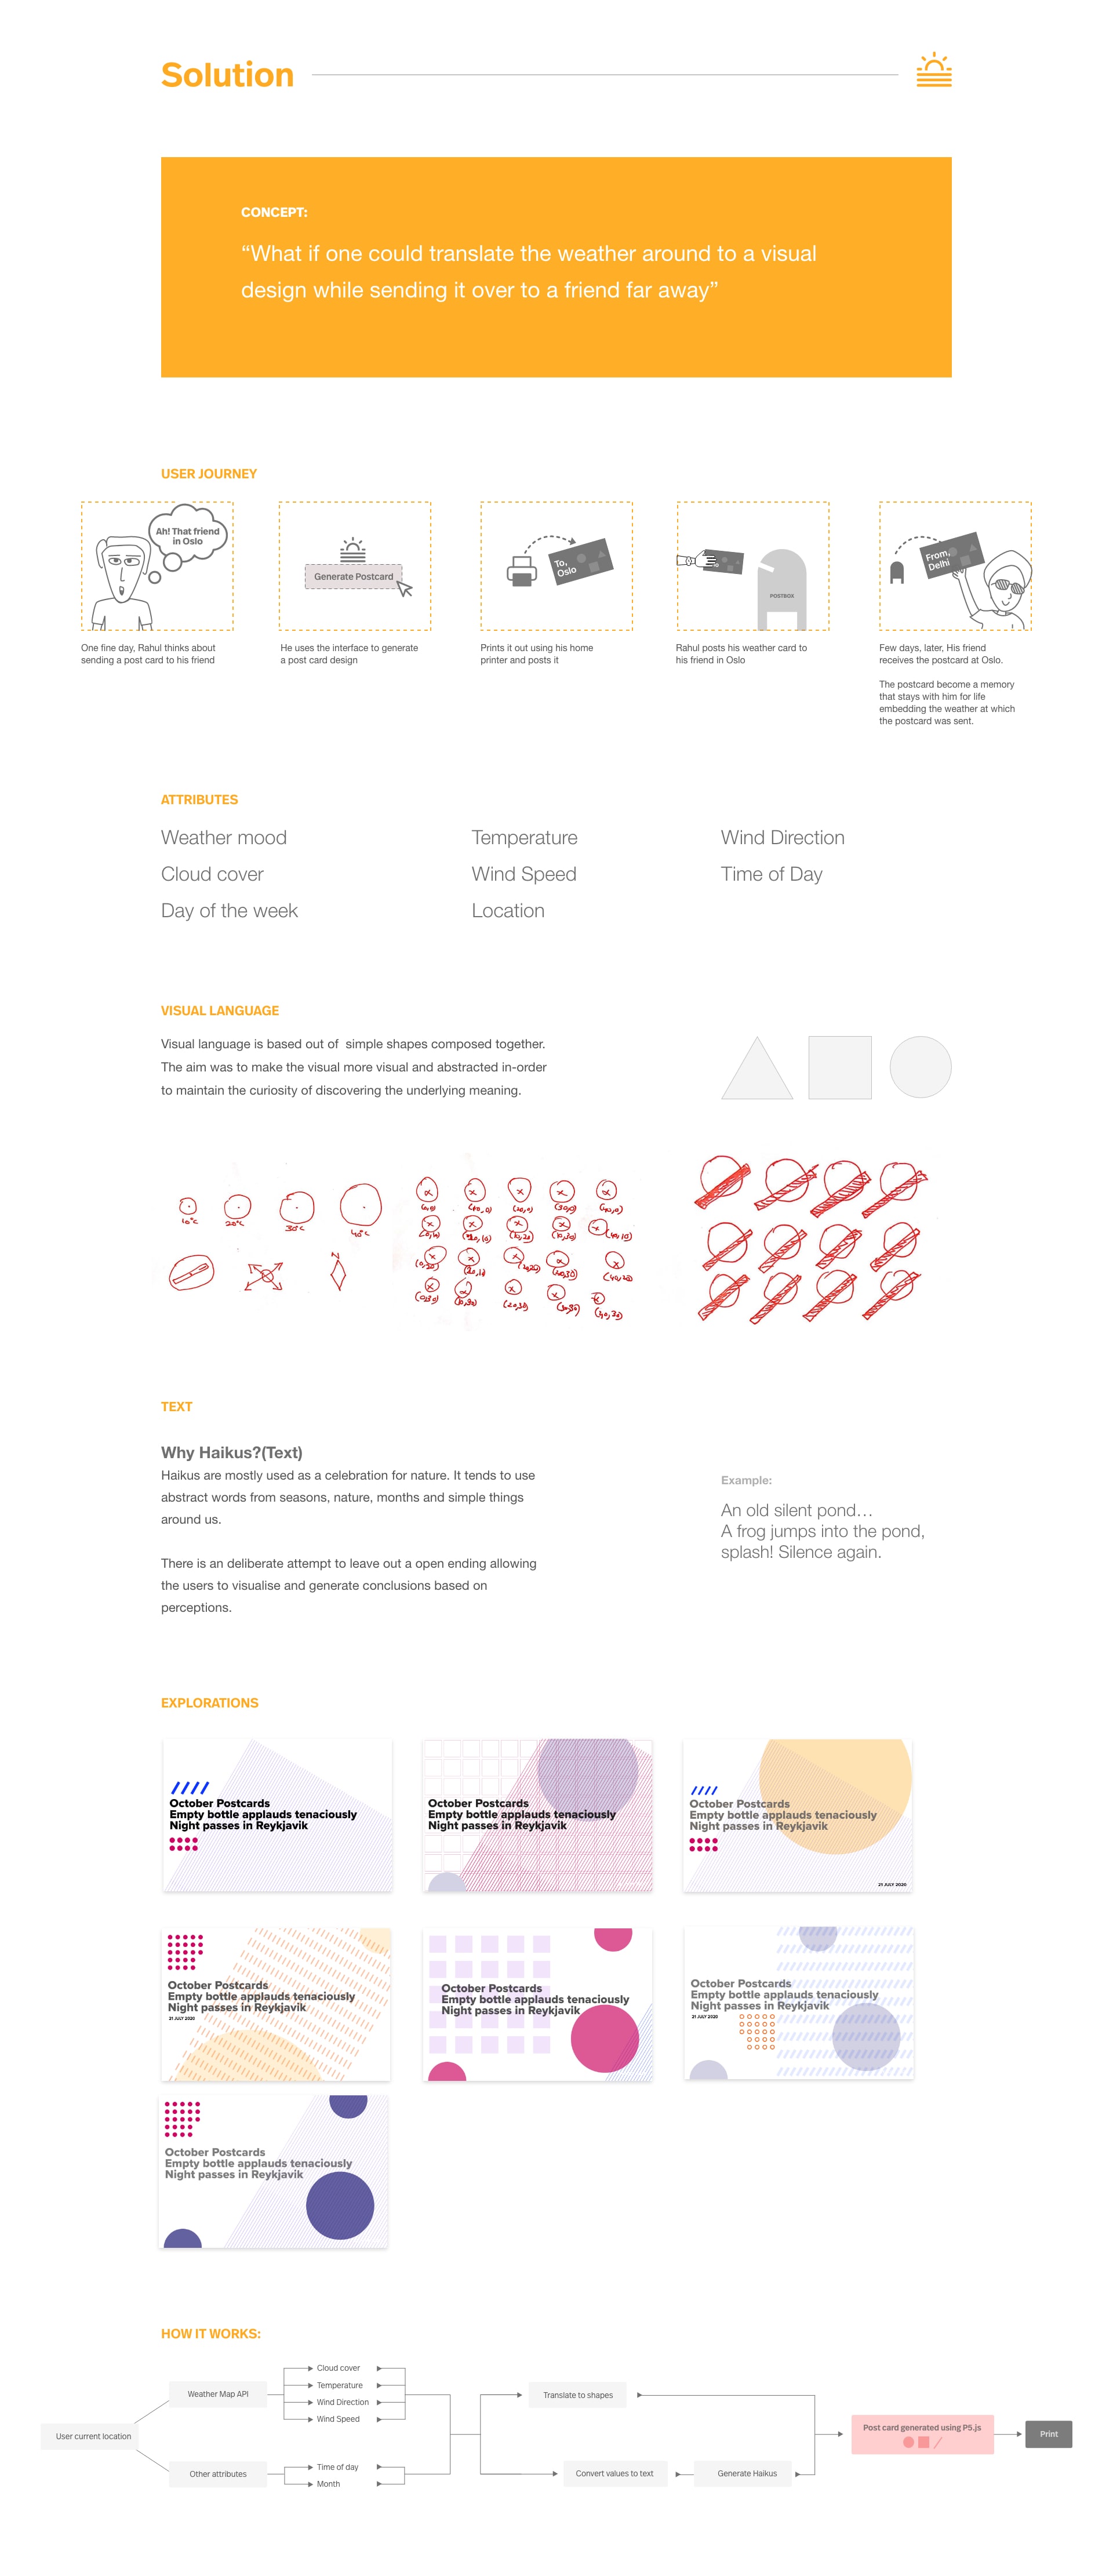 Solution
CONCEPT:
“What if one could translate the weather around to a visual
design while sending it over to a friend far away”
USER JOURNEY
Ah! That friend
in Oslo
One fine day, Rahul thinks about
sending a post card to his friend
Generate Postcard
He uses the interface to generate
a post card design
To,
Oslo
Prints it out using his home
printer and posts it
POSTBOX
Rahul posts his weather card to
his friend in Oslo
From,
Delhi
Few days, later, His friend
receives the postcard at Oslo.
The postcard become a memory
that stays with him for life
embedding the weather at which
the postcard was sent.
ATTRIBUTES
Weather mood
Temperature
Wind Direction
Cloud cover
Wind Speed
Time of Day
Day of the week
Location
VISUAL LANGUAGE
Visual language is based out of  simple shapes composed together.
The aim was to make the visual more visual and abstracted in-order
to maintain the curiosity of discovering the underlying meaning.
10°C
20°C
30°C
40°C
N
TEXT
Why Haikus?(Text)
Haikus are mostly used as a celebration for nature. It tends to use
abstract words from seasons, nature, months and simple things
around us.
There is an deliberate attempt to leave out a open ending allowing
the users to visualise and generate conclusions based on
perceptions.
Example:
An old silent pond…
A frog jumps into the pond,
splash! Silence again.
EXPLORATIONS
October Postcards
Empty bottle applauds tenaciously
Night passes in Reykjavik
October Postcards
Empty bottle applauds tenaciously
Night passes in Reykjavik
October Postcards
Empty bottle applauds tenaciously
Night passes in Reykjavik
21 JULY 2020
October Postcards
Empty bottle applauds tenaciously
Night passes in Reykjavik
21 JULY 2020
October Postcards
Empty bottle applauds tenaciously
Night passes in Reykjavik
October Postcards
Empty bottle applauds tenaciously
Night passes in Reykjavik
21 JULY 2020
October Postcards
Empty bottle applauds tenaciously
Night passes in Reykjavik
HOW IT WORKS:
User current location
Weather Map API
Cloud cover
Temperature
Wind Direction
Wind Speed
Other attributes
Time of day
Month
Translate to shapes
Convert values to text
Generate Haikus
Post card generated using P5.js
Print